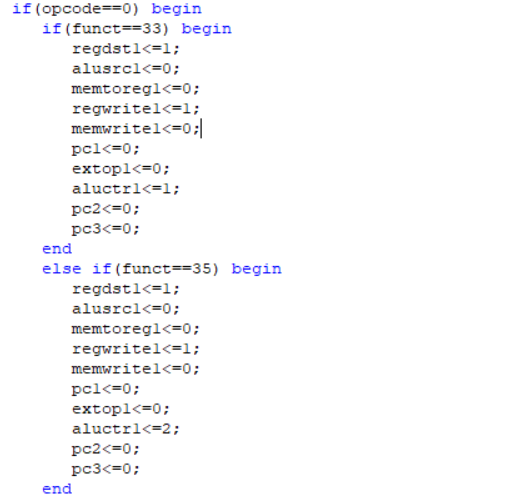 if(opcode==0) begin
if(funct==33) begin
regdst1<=1;
alusrc1<=0;
memtoreg1<=0;
regwrite1<=1;
memwrite1<=0;
pc1<=0;
extop1<=0;
aluctr1<=1;
pc2<=0;
pc3<=0;
end
else if(funct==35) begin
regdst1<=1;
alusrc1<=0;
memtoreg1<=0;
regwrite1<=1;
memwrite1<=0;
pc1<=0;
extop1<=0;
aluctr1<=2;
pc2<=0;
pc3<=0;
end